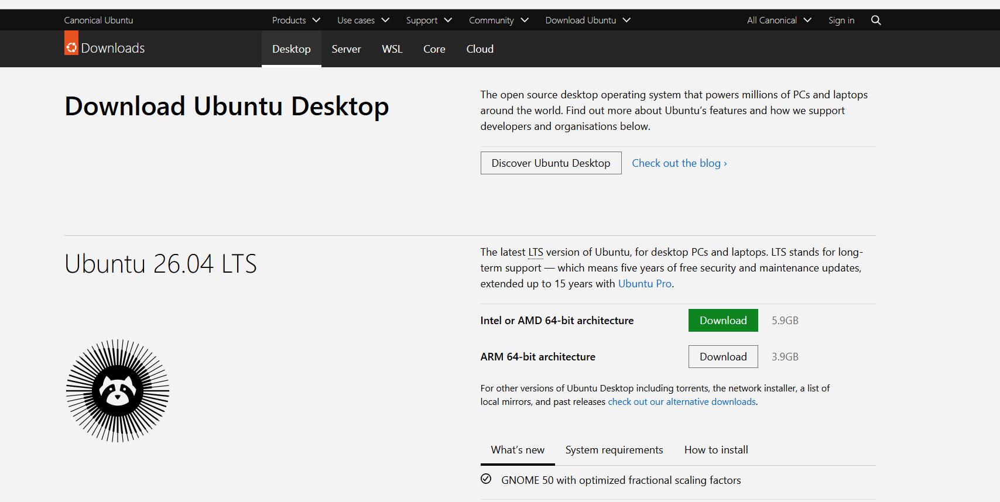 Canonical Ubuntu
Products
Use cases
Support
Community
Download Ubuntu
All Canonical
Sign in
Downloads
Desktop
Server
WSL
Core
Cloud
Download Ubuntu Desktop
The open source desktop operating system that powers millions of PCs and laptops
around the world. Find out more about Ubuntu’s features and how we support
developers and organisations below.
Discover Ubuntu Desktop
Check out the blog ›
Ubuntu 26.04 LTS
The latest LTS version of Ubuntu, for desktop PCs and laptops. LTS stands for long-
term support — which means five years of free security and maintenance updates,
extended up to 15 years with Ubuntu Pro.
Intel or AMD 64-bit architecture
Download
5.9GB
ARM 64-bit architecture
Download
3.9GB
For other versions of Ubuntu Desktop including torrents, the network installer, a list of
local mirrors, and past releases check out our alternative downloads.
What’s new
System requirements
How to install
GNOME 50 with optimized fractional scaling factors